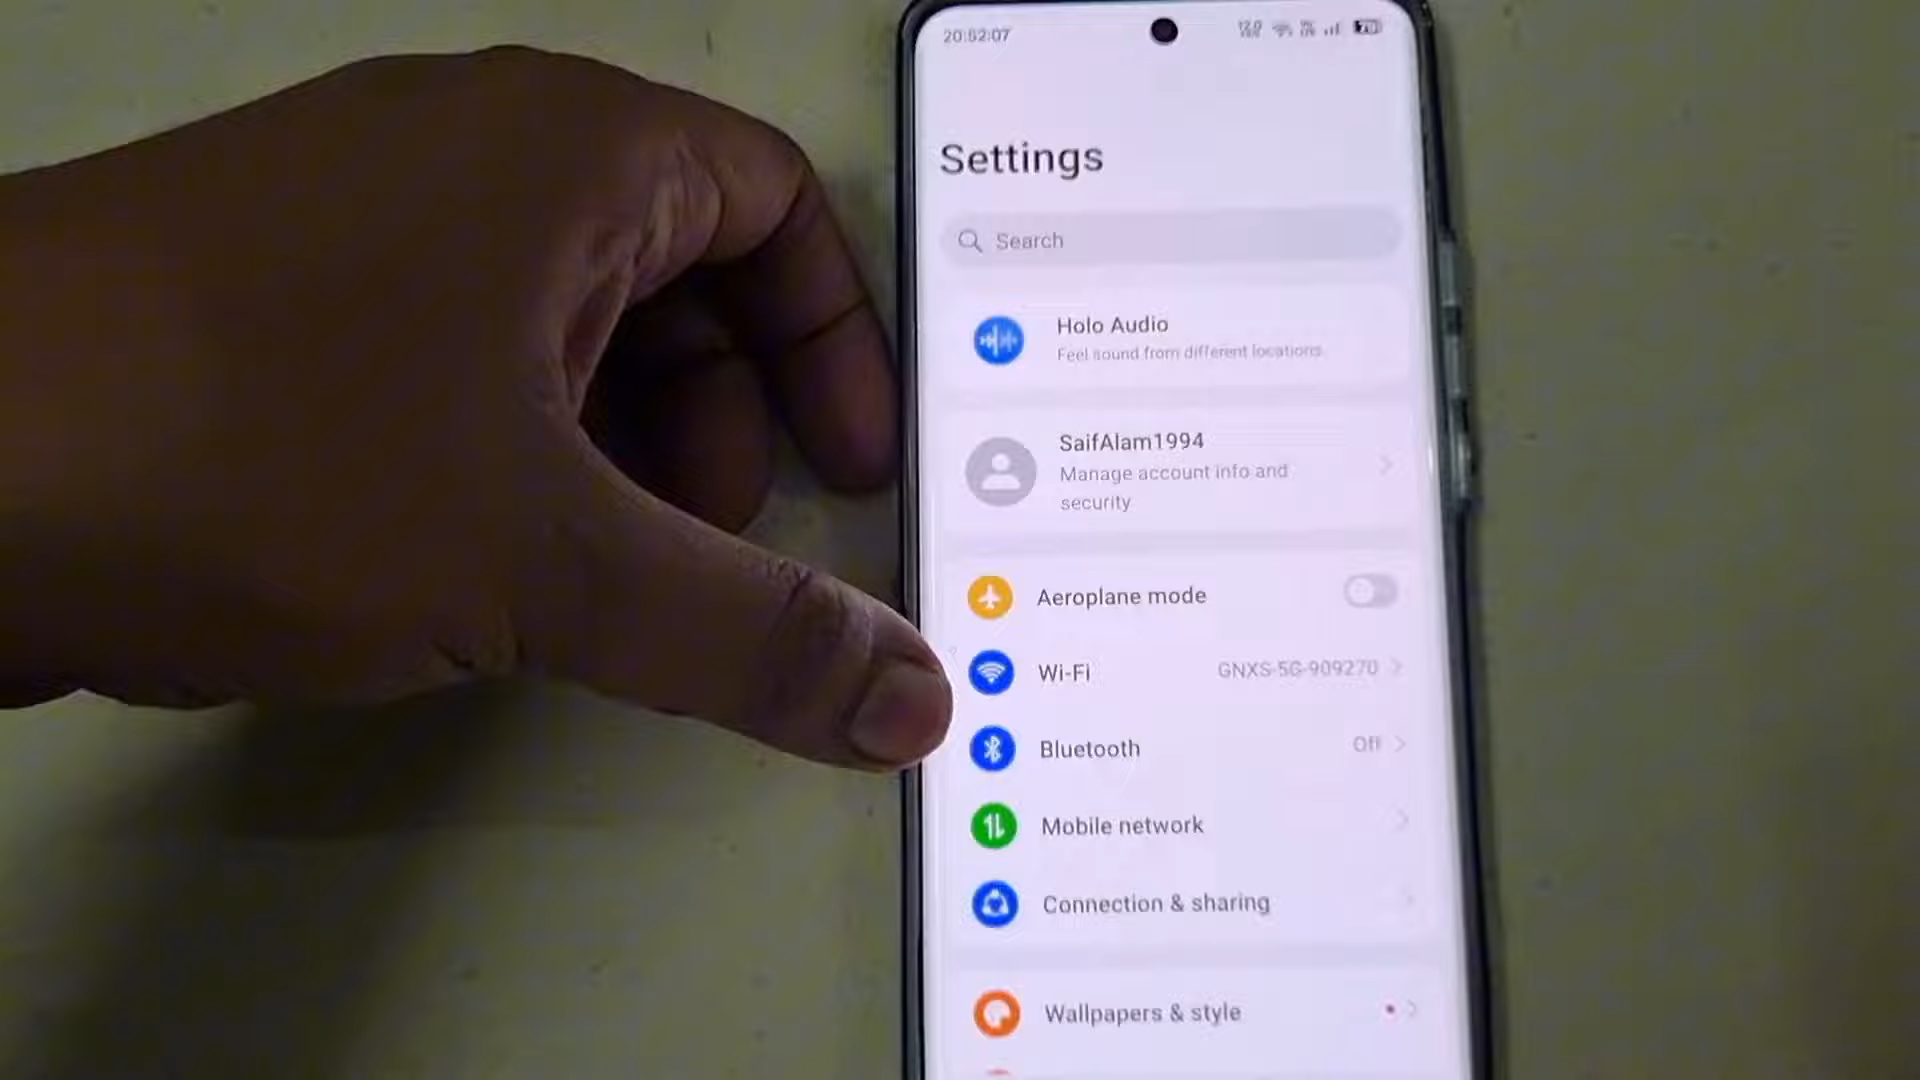 20:52:07
Settings
Search
Holo Audio
Feel sound from different locations
SaifAlam1994
Manage account info and
security
Aeroplane mode
Wi-Fi
GNXS-5G-909270
Bluetooth
Off
Mobile network
Connection & sharing
Wallpapers & style